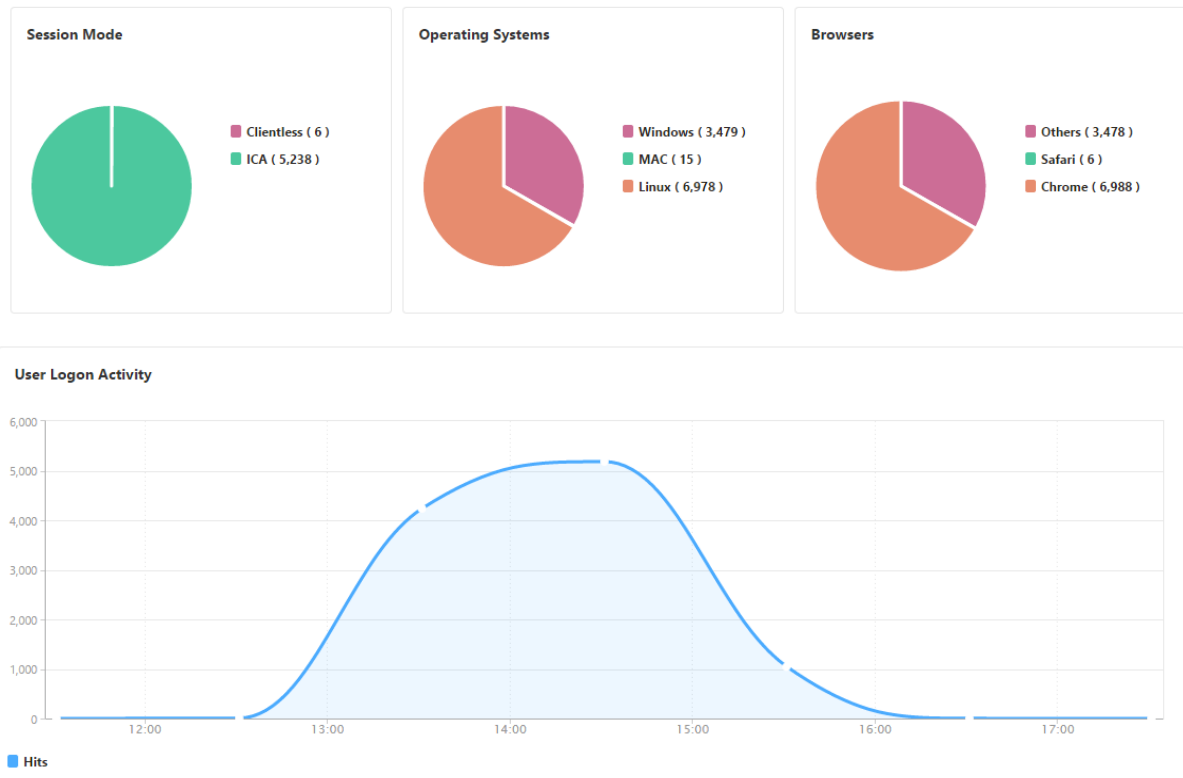 Session Mode
Clientless ( 6 )
ICA ( 5,238 )
Operating Systems
Windows ( 3,479 )
MAC ( 15 )
Linux ( 6,978 )
Browsers
Others ( 3,478 )
Safari ( 6 )
Chrome ( 6,988 )
User Logon Activity
6,000
5,000
4,000
3,000
2,000
1,000
0
12:00 13:00 14:00 15:00 16:00 17:00
Hits